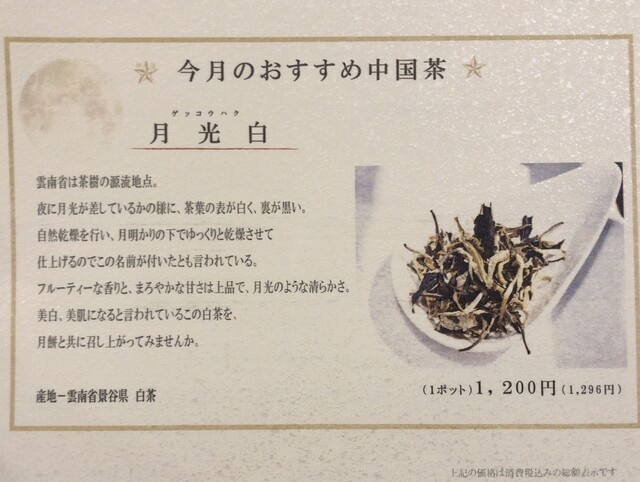 今月のおすすめ中国茶
ゲッコウハク
月光白
雲南省は茶樹の源流地点。
夜に月光が差しているかの様に、茶葉の表が白く、裏が黒い。
自然乾燥を行い、月明かりの下でゆっくりと乾燥させて
仕上げるのでこの名前が付いたとも言われている。
フルーティーな香りと、まろやかな甘さは上品で、月光のような清らかさ。
美白、美肌になると言われているこの白茶を、
月餅と共に召し上がってみませんか。
産地ー雲南省景谷県 白茶
(1ポット)1,200円(1,296円)
上記の価格は消費税込みの総額表示です